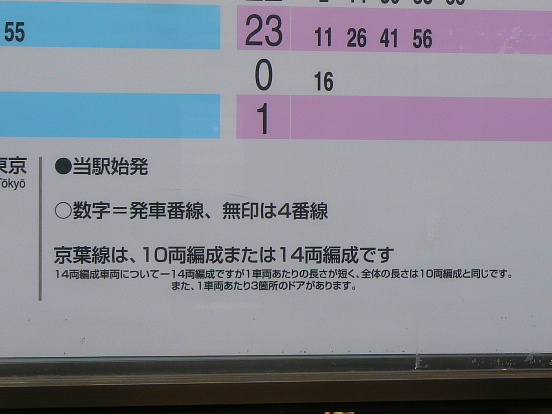 55
23 11 26 41 56
0 16
1
東京
Tōkyō
●当駅始発
○数字＝発車番線、無印は4番線
京葉線は、10両編成または14両編成です
14両編成車両について－14両編成ですが1車両あたりの長さが短く、全体の長さは10両編成と同じです。
また、1車両あたり3箇所のドアがあります。